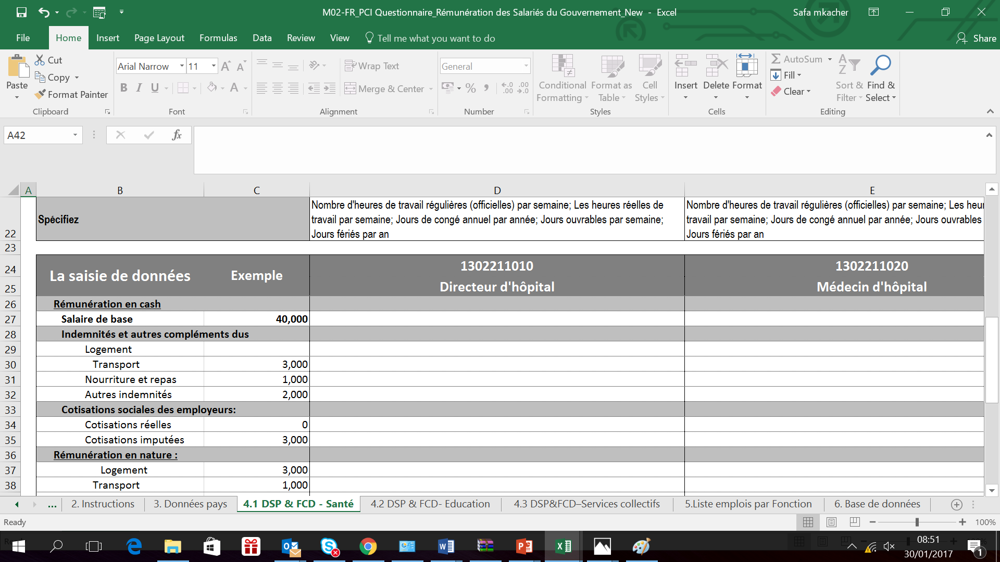 M02-FR_PCI Questionnaire_Rémunération des Salariés du Gouvernement_New - Excel
Safa mkacher
File Home Insert Page Layout Formulas Data Review View Tell me what you want to do Share
Paste
Cut
Copy
Format Painter
Clipboard
Arial Narrow 11
B I U
Font
Wrap Text
Merge & Center
Alignment
General
%
Number
Conditional Formatting
Format as Table
Cell Styles
Styles
Insert Delete Format
Cells
AutoSum
Fill
Clear
Sort & Filter
Find & Select
Editing
A42
fx
A B C D E
22 Spécifiez
Nombre d'heures de travail régulières (officielles) par semaine; Les heures réelles de
travail par semaine; Jours de congé annuel par année; Jours ouvrables par semaine;
Jours fériés par an
Nombre d'heures de travail régulières (officielles) par semaine; Les
travail par semaine; Jours de congé annuel par année; Jours ouvrables
Jours fériés par an
23
24 1302211010 1302211020
La saisie de données Exemple
25 Directeur d'hôpital Médecin d'hôpital
26 Rémunération en cash
27 Salaire de base 40,000
28 Indemnités et autres compléments dus
29 Logement
30 Transport 3,000
31 Nourriture et repas 1,000
32 Autres indemnités 2,000
33 Cotisations sociales des employeurs:
34 Cotisations réelles 0
35 Cotisations imputées 3,000
36 Rémunération en nature :
37 Logement 3,000
38 Transport 1,000
... 2. Instructions 3. Données pays 4.1 DSP & FCD - Santé 4.2 DSP & FCD- Education 4.3 DSP&FCD–Services collectifs 5.Liste emplois par Fonction 6. Base de données
Ready 100%
08:51
30/01/2017
1